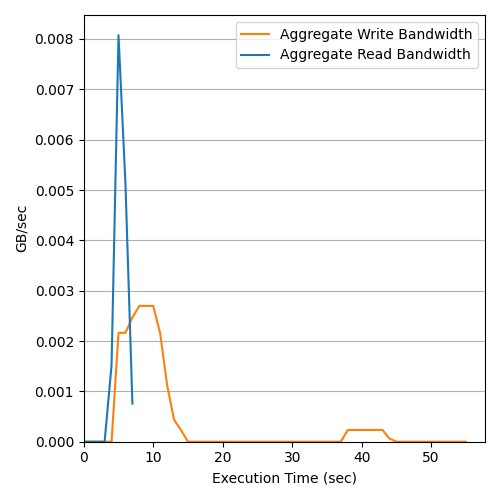 Aggregate Write Bandwidth
Aggregate Read Bandwidth
0.008
0.007
0.006
0.005
0.004
0.003
0.002
0.001
0.000
GB/sec
0 10 20 30 40 50
Execution Time (sec)